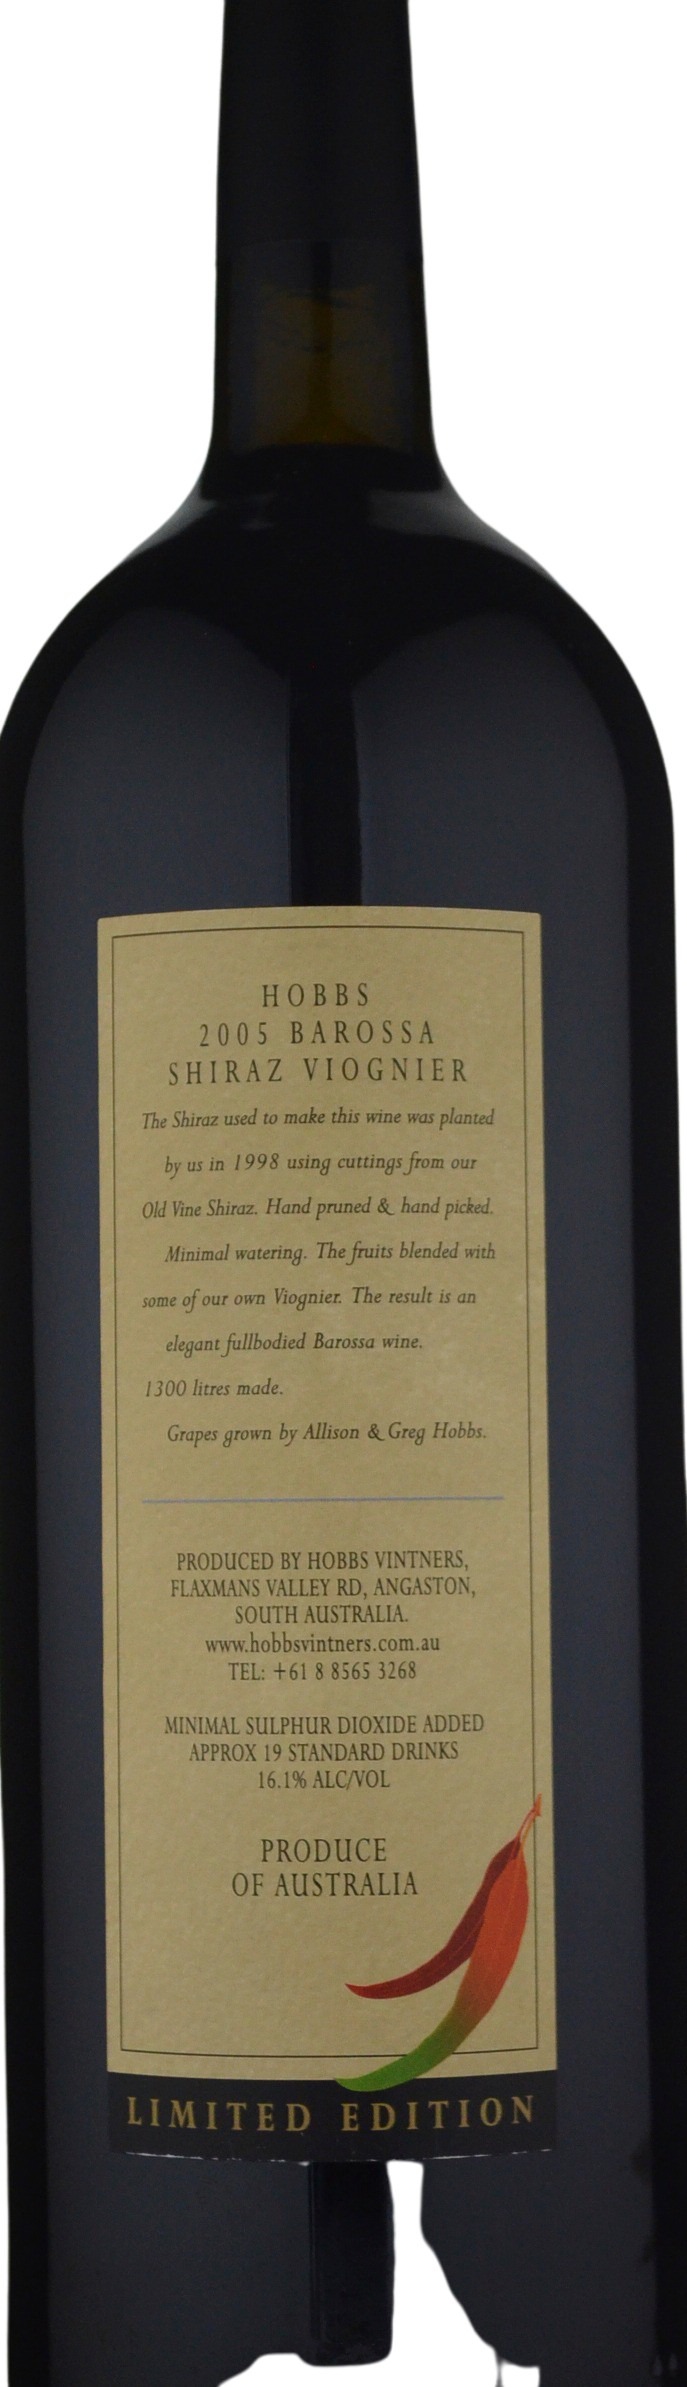 HOBBS
2005 BAROSSA
SHIRAZ VIOGNIER
The Shiraz used to make this wine was planted
by us in 1998 using cuttings from our
Old Vine Shiraz. Hand pruned & hand picked.
Minimal watering. The fruits blended with
some of our own Viognier. The result is an
elegant fullbodied Barossa wine.
1300 litres made.
Grapes grown by Allison & Greg Hobbs.
PRODUCED BY HOBBS VINTNERS,
FLAXMANS VALLEY RD, ANGASTON,
SOUTH AUSTRALIA.
www.hobbsvintners.com.au
TEL: +61 8 8565 3268
MINIMAL SULPHUR DIOXIDE ADDED
APPROX 19 STANDARD DRINKS
16.1% ALC/VOL
PRODUCE
OF AUSTRALIA
LIMITED EDITION